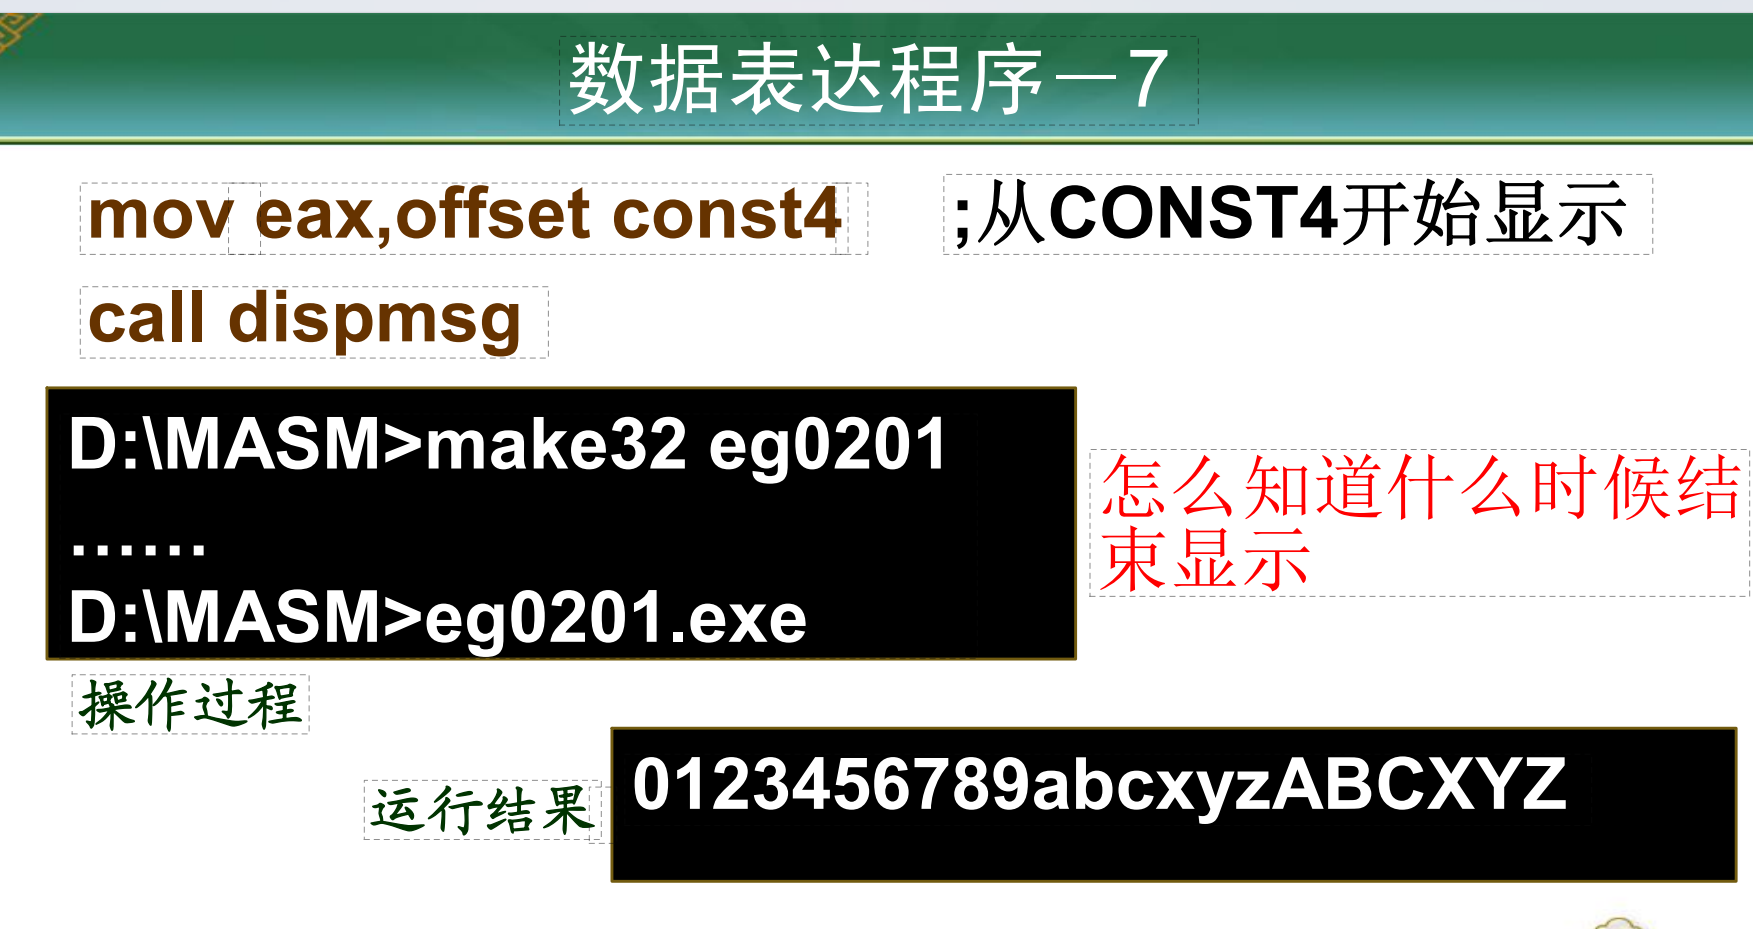 数据表达程序－7
mov eax,offset const4 ;从CONST4开始显示
call dispmsg
D:\MASM>make32 eg0201
……
D:\MASM>eg0201.exe
怎么知道什么时候结
束显示
操作过程
运行结果
0123456789abcxyzABCXYZ